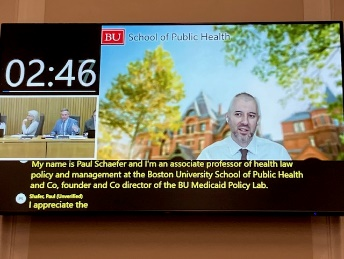 BU School of Public Health
02:46
My name is Paul Schaefer and I'm an associate professor of health law
policy and management at the Boston University School of Public Health
and Co, founder and Co director of the BU Medicaid Policy Lab.
Shafer, Paul (Unverified)
I appreciate the